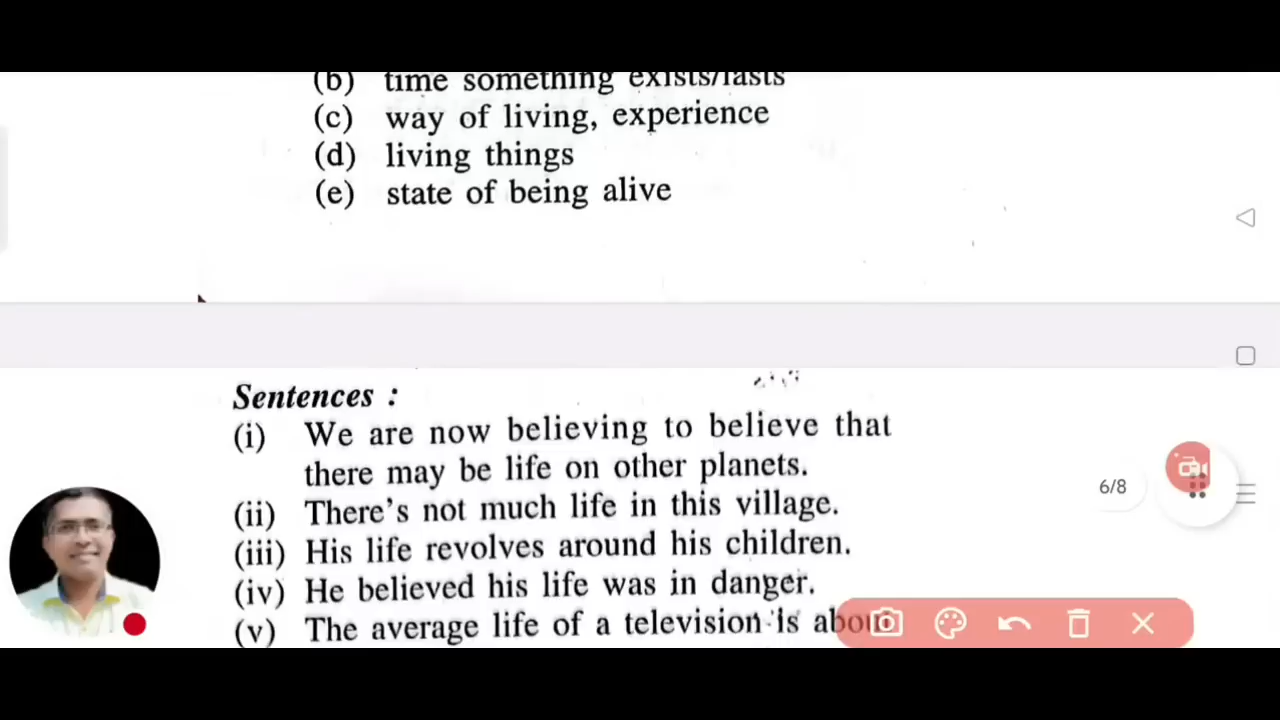 (b) time something exists/lasts
(c) way of living, experience
(d) living things
(e) state of being alive
Sentences :
(i) We are now believing to believe that
there may be life on other planets.
6/8
(ii) There's not much life in this village.
(iii) His life revolves around his children.
(iv) He believed his life was in danger.
(v) The average life of a television is about